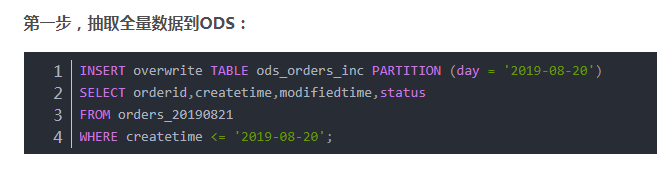 第一步，抽取全量数据到ODS：
1 INSERT overwrite TABLE ods_orders_inc PARTITION (day = '2019-08-20')
2 SELECT orderid,createtime,modifiedtime,status
3 FROM orders_20190821
4 WHERE createtime <= '2019-08-20';